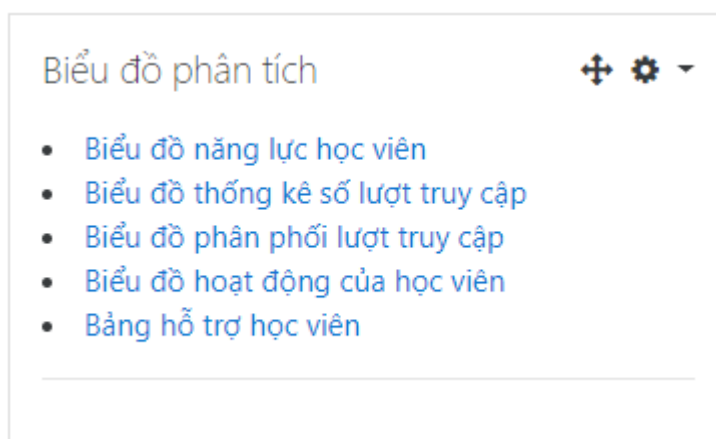 Biểu đồ phân tích
Biểu đồ năng lực học viên
Biểu đồ thống kê số lượt truy cập
Biểu đồ phân phối lượt truy cập
Biểu đồ hoạt động của học viên
Bảng hỗ trợ học viên